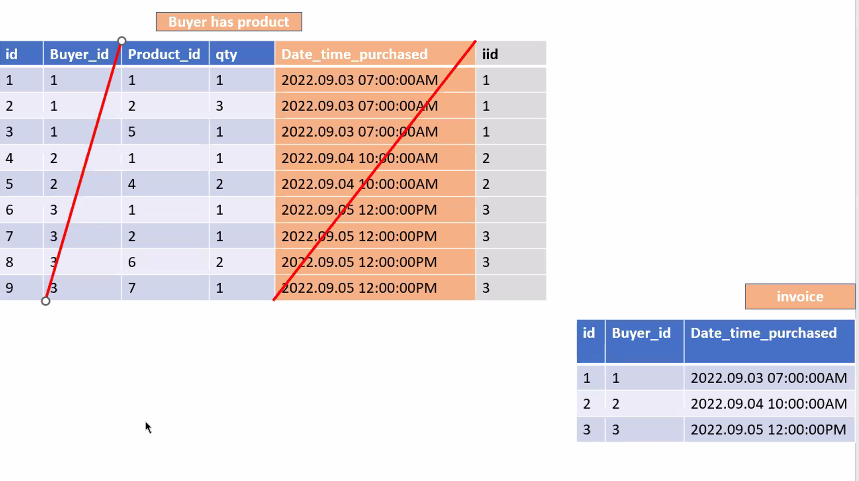 Buyer has product
id Buyer_id Product_id qty Date_time_purchased iid
1 1 1 1 2022.09.03 07:00:00AM 1
2 1 2 3 2022.09.03 07:00:00AM 1
3 1 5 1 2022.09.03 07:00:00AM 1
4 2 1 1 2022.09.04 10:00:00AM 2
5 2 4 2 2022.09.04 10:00:00AM 2
6 3 1 1 2022.09.05 12:00:00PM 3
7 3 2 1 2022.09.05 12:00:00PM 3
8 3 6 2 2022.09.05 12:00:00PM 3
9 3 7 1 2022.09.05 12:00:00PM 3
invoice
id Buyer_id Date_time_purchased
1 1 2022.09.03 07:00:00AM
2 2 2022.09.04 10:00:00AM
3 3 2022.09.05 12:00:00PM